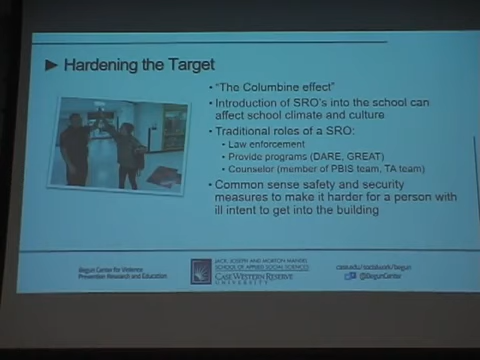 ► Hardening the Target
• "The Columbine effect"
• Introduction of SRO's into the school can
affect school climate and culture
• Traditional roles of a SRO:
• Law enforcement
• Provide programs (DARE, GREAT)
• Counselor (member of PBIS team, TA team)
• Common sense safety and security
measures to make it harder for a person with
ill intent to get into the building
Begun Center for Violence
Prevention Research and Education
JACK, JOSEPH AND MORTON MANDEL
SCHOOL OF APPLIED SOCIAL SCIENCES
CASE WESTERN RESERVE
UNIVERSITY
case.edu/socialwork/begun
@BegunCenter